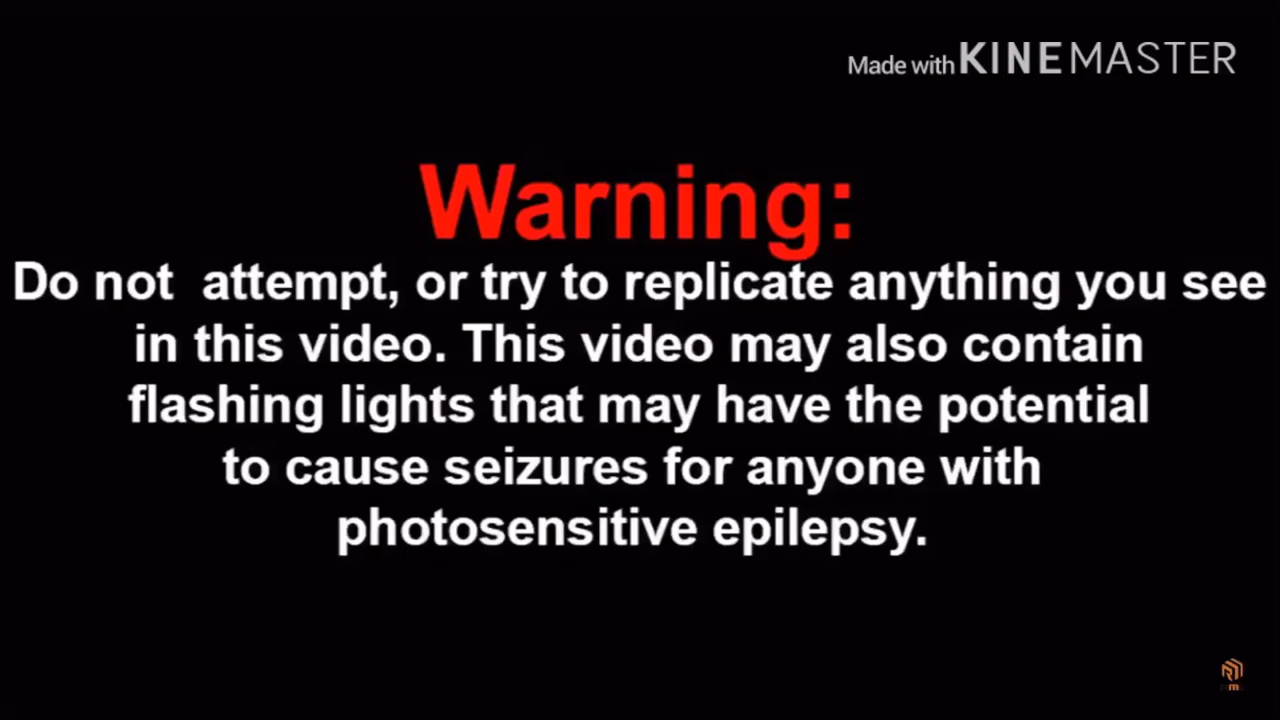 Made with KINEMASTER
Warning:
Do not  attempt, or try to replicate anything you see
in this video. This video may also contain
flashing lights that may have the potential
to cause seizures for anyone with
photosensitive epilepsy.